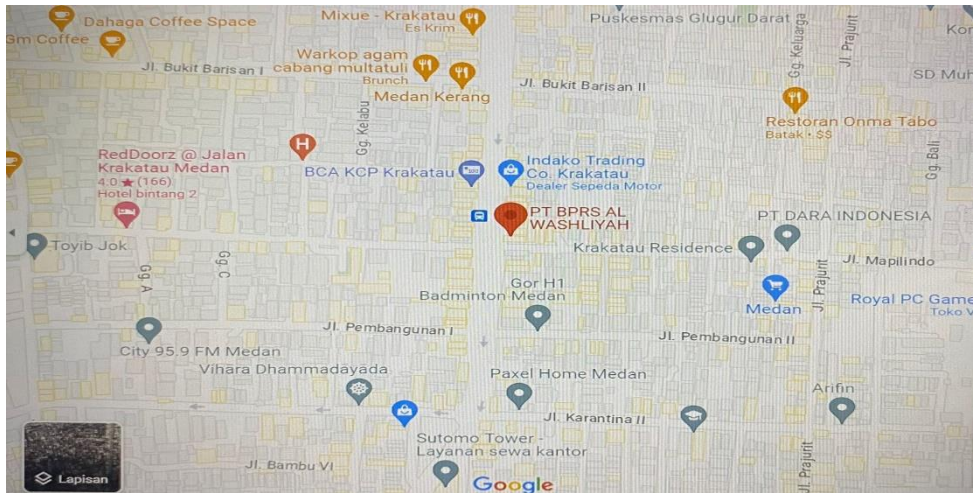 Dahaga Coffee Space
Gm Coffee
Mixue - Krakatau
Es Krim
Puskesmas Glugur Darat
Gg. Keluarga
Jl. Prajurit
Jl. Bukit Barisan I
Warkop agam
cabang multatuli
Brunch
Medan Kerang
Jl. Bukit Barisan II
SD Muh
Restoran Onma Tabo
Batak • $$
Gg. Kelabu
Gg. Bali
RedDoorz @ Jalan
Krakatau Medan
4.0 ★ (166)
Hotel bintang 2
H
BCA KCP Krakatau
Indako Trading
Co. Krakatau
Dealer Sepeda Motor
PT BPRS AL
WASHLIYAH
PT DARA INDONESIA
Krakatau Residence
Toyib Jok
Jl. Mapilindo
Gg. A
Gg. C
Gor H1
Badminton Medan
Medan
Jl. Prajurit
Royal PC Game
Toko V
City 95.9 FM Medan
Jl. Pembangunan I
Jl. Pembangunan II
Vihara Dhammadayada
Paxel Home Medan
Arifin
Jl. Karantina II
Sutomo Tower -
Layanan sewa kantor
Jl. Bambu VI
Jl. Prajurit
Lapisan
Google